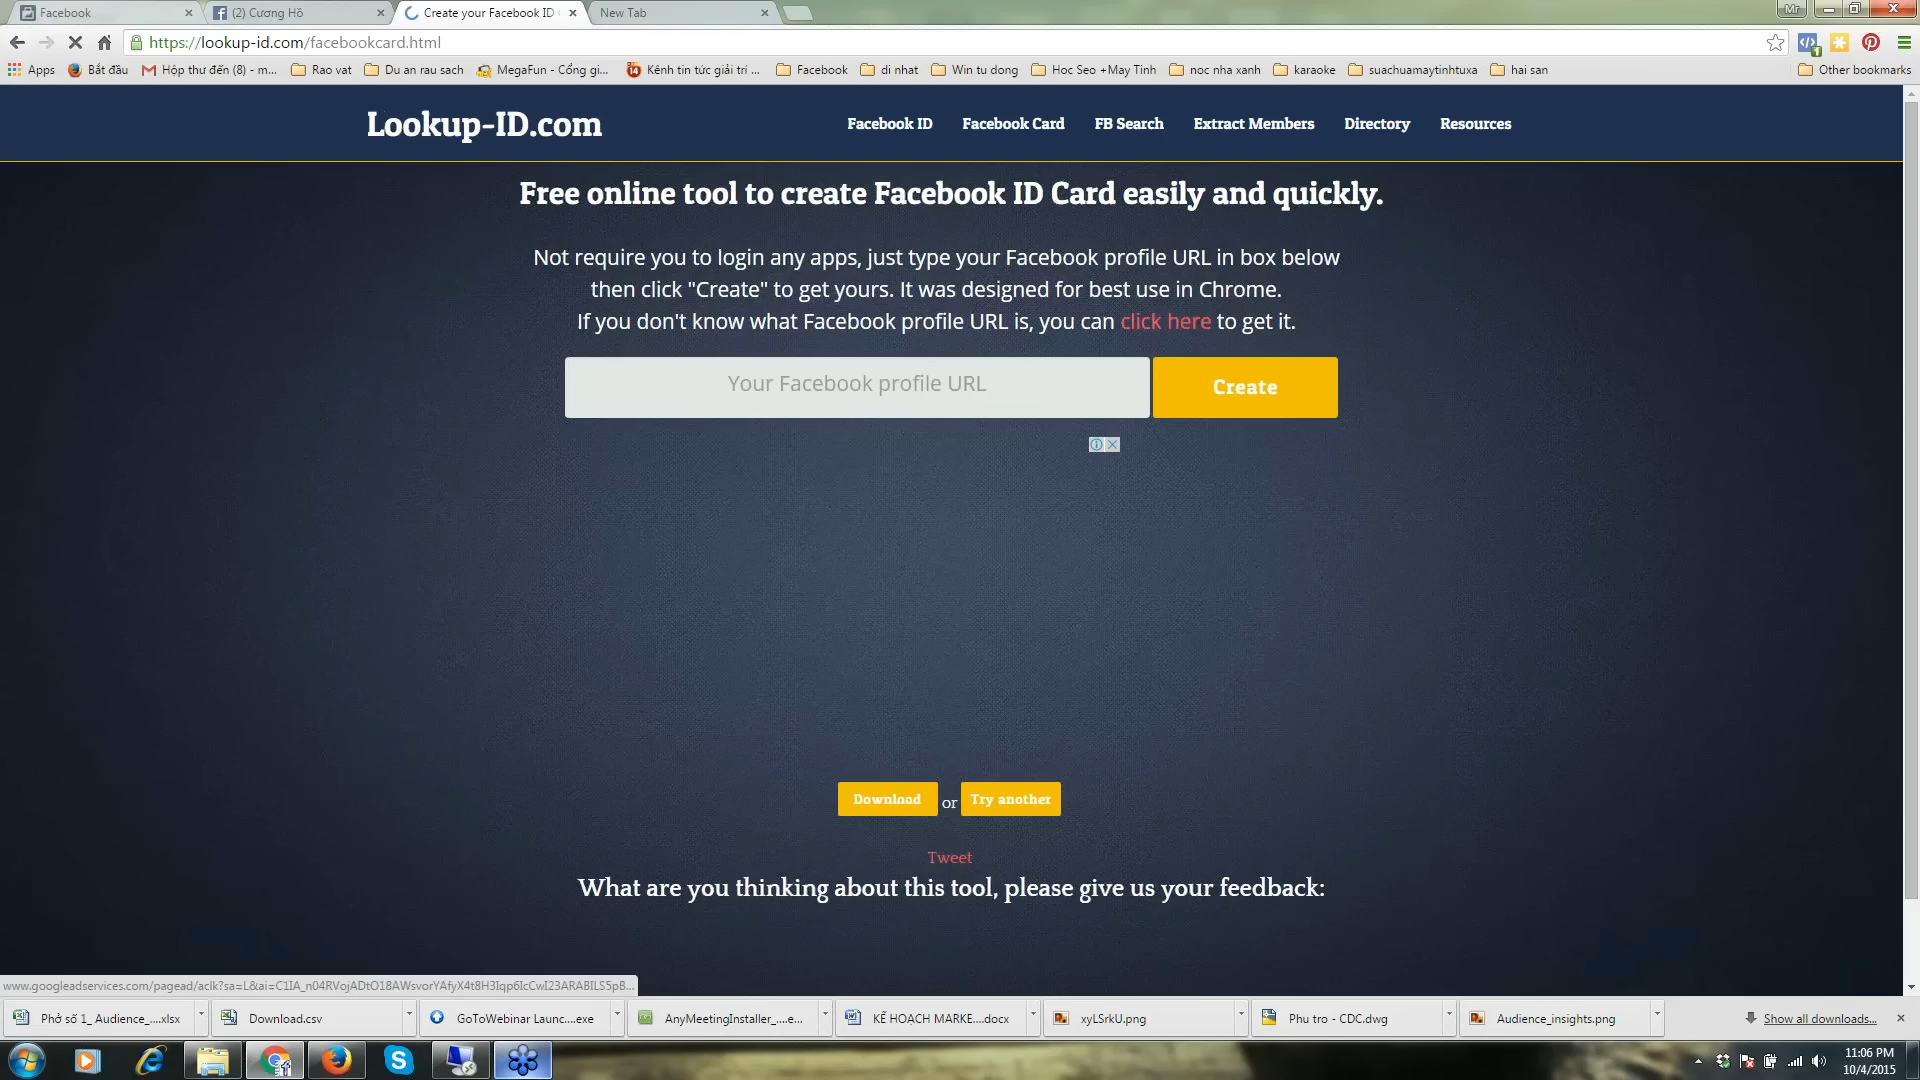 Facebook
(2) Cương Hồ
Create your Facebook ID
New Tab
Mr
https://lookup-id.com/facebookcard.html
Apps
Bắt đầu
Hộp thư đến (8) - m...
Rao vat
Du an rau sach
MegaFun - Cổng gi...
Kênh tin tức giải trí ...
Facebook
di nhat
Win tu dong
Hoc Seo +May Tinh
noc nha xanh
karaoke
suachuamaytinhtuxa
hai san
Other bookmarks
Lookup-ID.com
Facebook ID
Facebook Card
FB Search
Extract Members
Directory
Resources
Free online tool to create Facebook ID Card easily and quickly.
Not require you to login any apps, just type your Facebook profile URL in box below
then click "Create" to get yours. It was designed for best use in Chrome.
If you don't know what Facebook profile URL is, you can click here to get it.
Your Facebook profile URL
Create
Download or Try another
Tweet
What are you thinking about this tool, please give us your feedback:
Phở số 1_ Audience_....xlsx
Download.csv
GoToWebinar Launc....exe
AnyMeetingInstaller_....e...
KẾ HOẠCH MARKE....docx
xyLSrkU.png
Phu tro - CDC.dwg
Audience_insights.png
Show all downloads...
11:06 PM
10/4/2015